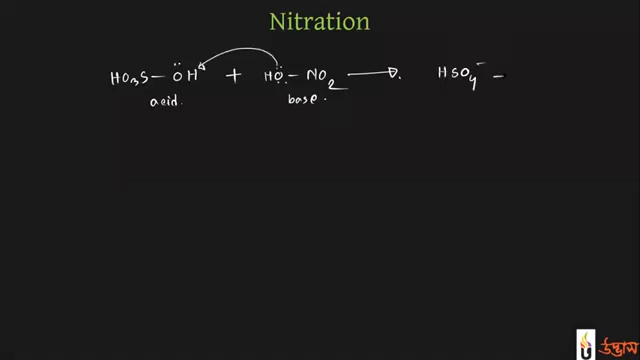 Nitration
HO₃S – ÖH + HÖ – NO₂ → HSO₄⁻ –
acid. base.
উদ্ভাস